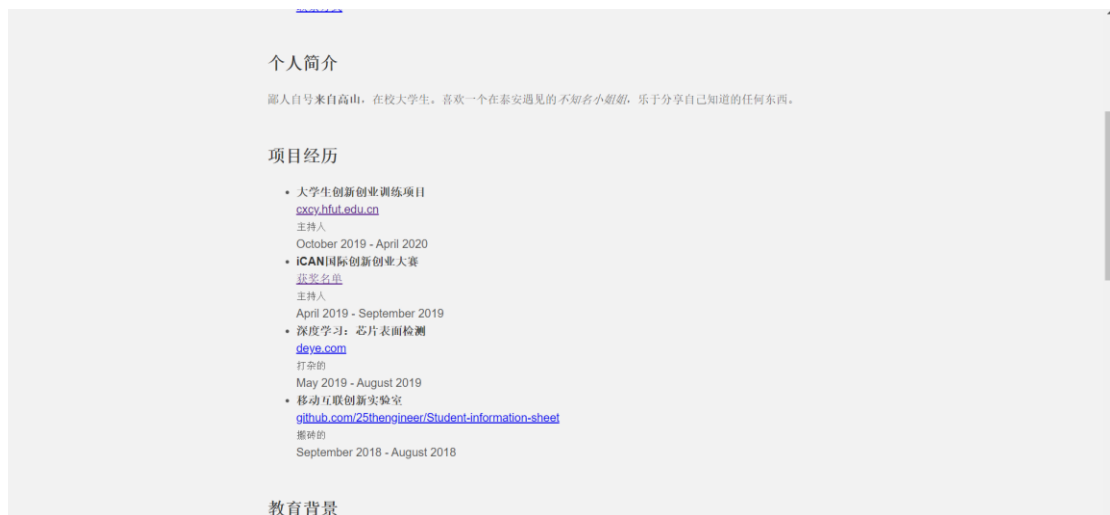 个人简介
鄙人自号来自高山，在校大学生。喜欢一个在泰安遇见的不知名小姐姐，乐于分享自己知道的任何东西。
项目经历
• 大学生创新创业训练项目
cxcy.hfut.edu.cn
主持人
October 2019 - April 2020
• iCAN国际创新创业大赛
获奖名单
主持人
April 2019 - September 2019
• 深度学习：芯片表面检测
deye.com
打杂的
May 2019 - August 2019
• 移动互联创新实验室
github.com/25thengineer/Student-information-sheet
搬砖的
September 2018 - August 2018
教育背景